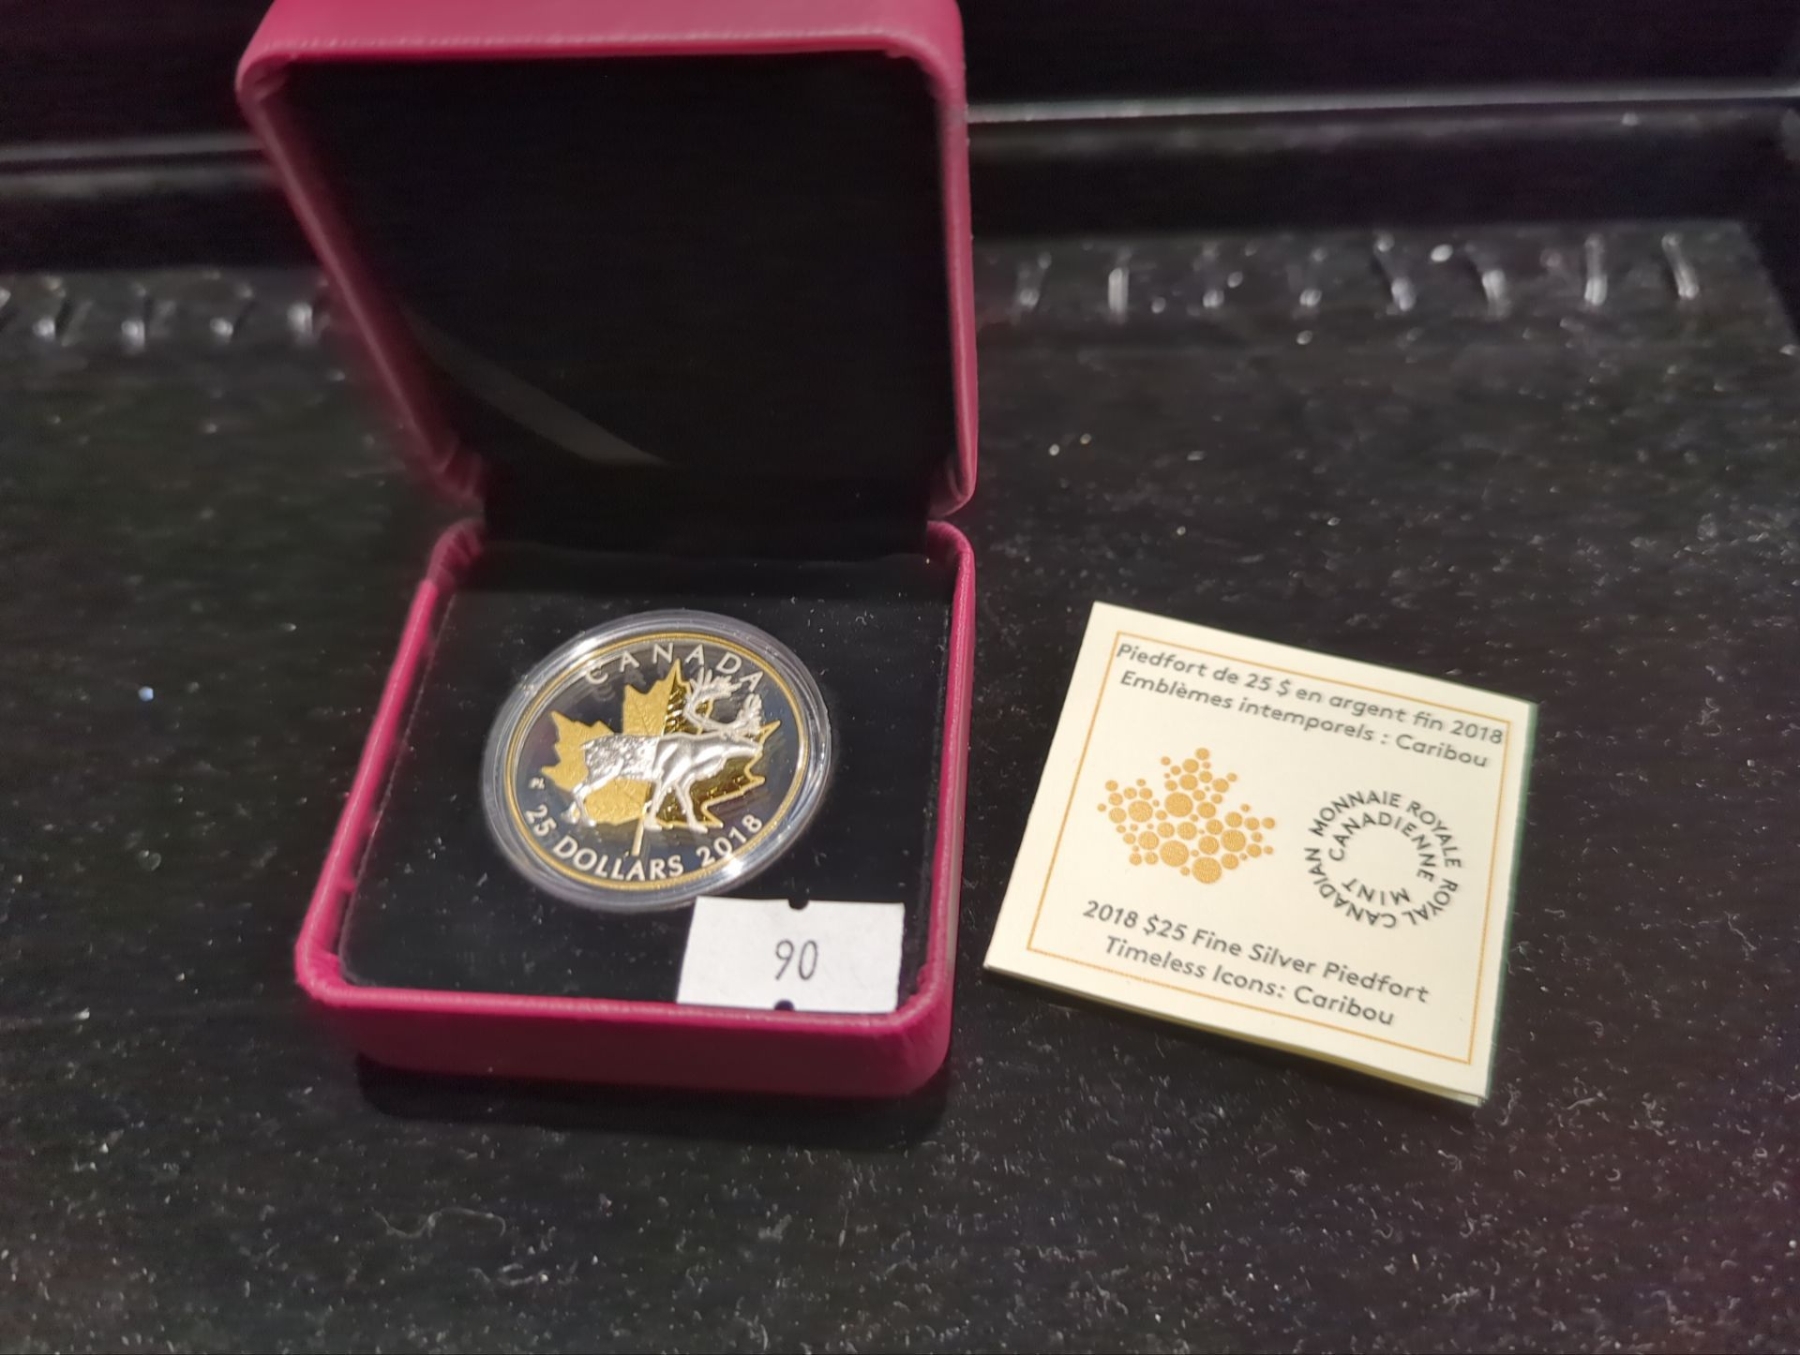 CANADA
PL
25 DOLLARS 2018
90
Piedfort de 25 $ en argent fin 2018
Emblèmes intemporels : Caribou
MONNAIE ROYALE
CANADIENNE
ROYAL CANADIAN
MINT
2018 $25 Fine Silver Piedfort
Timeless Icons: Caribou